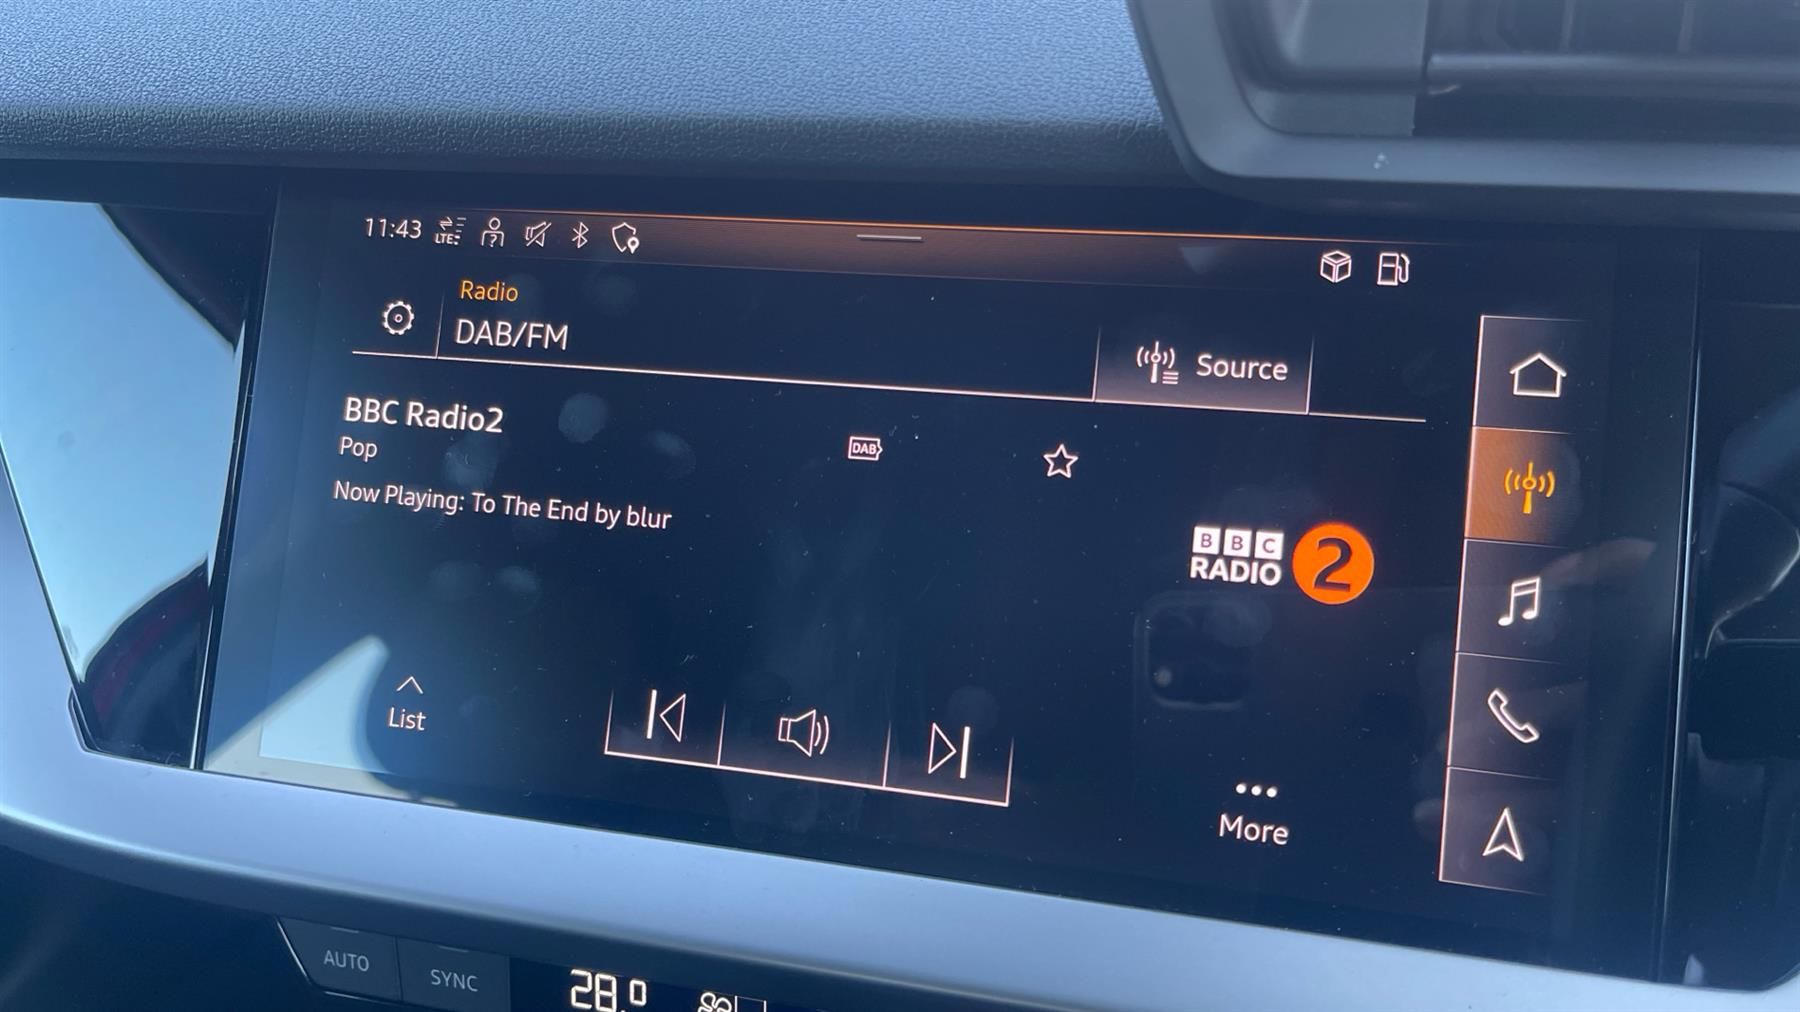 11:43
LTE
Radio
DAB/FM
Source
BBC Radio2
Pop
DAB
Now Playing: To The End by blur
BBC
RADIO 2
List
More
AUTO
SYNC
28.0